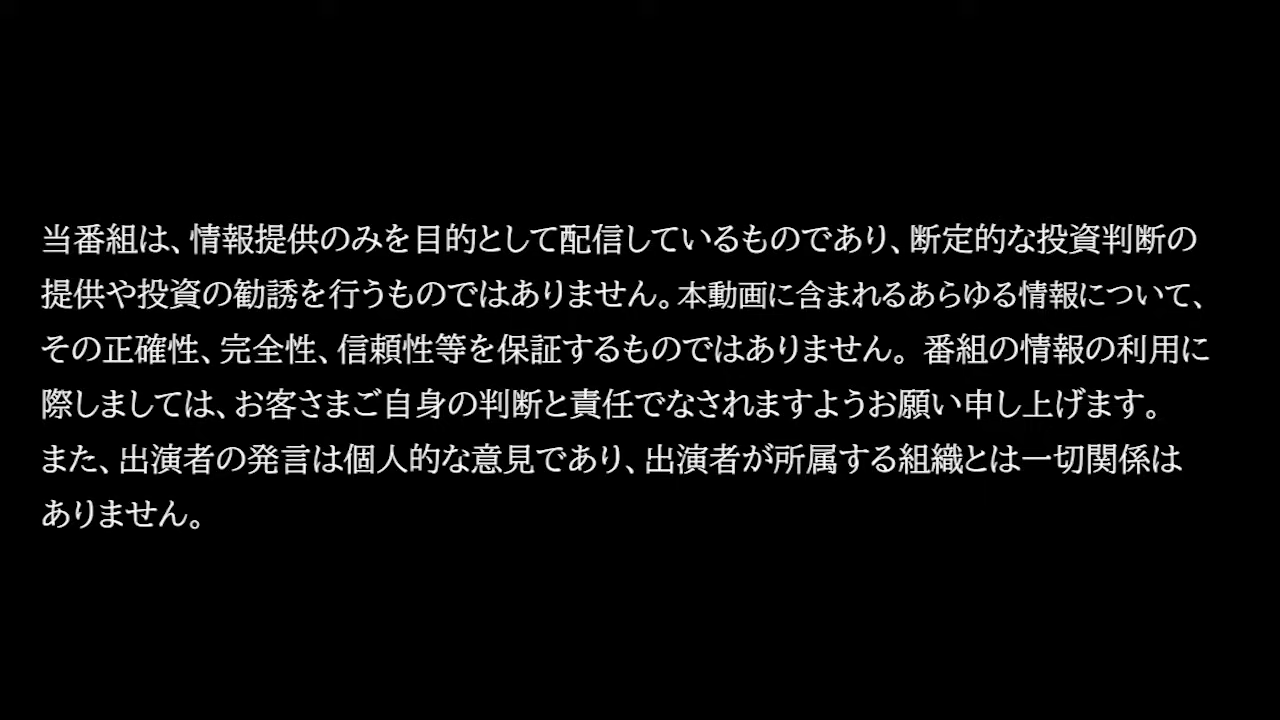 当番組は、情報提供のみを目的として配信しているものであり、断定的な投資判断の
提供や投資の勧誘を行うものではありません。本動画に含まれるあらゆる情報について、
その正確性、完全性、信頼性等を保証するものではありません。 番組の情報の利用に
際しましては、お客さまご自身の判断と責任でなされますようお願い申し上げます。
また、出演者の発言は個人的な意見であり、出演者が所属する組織とは一切関係は
ありません。